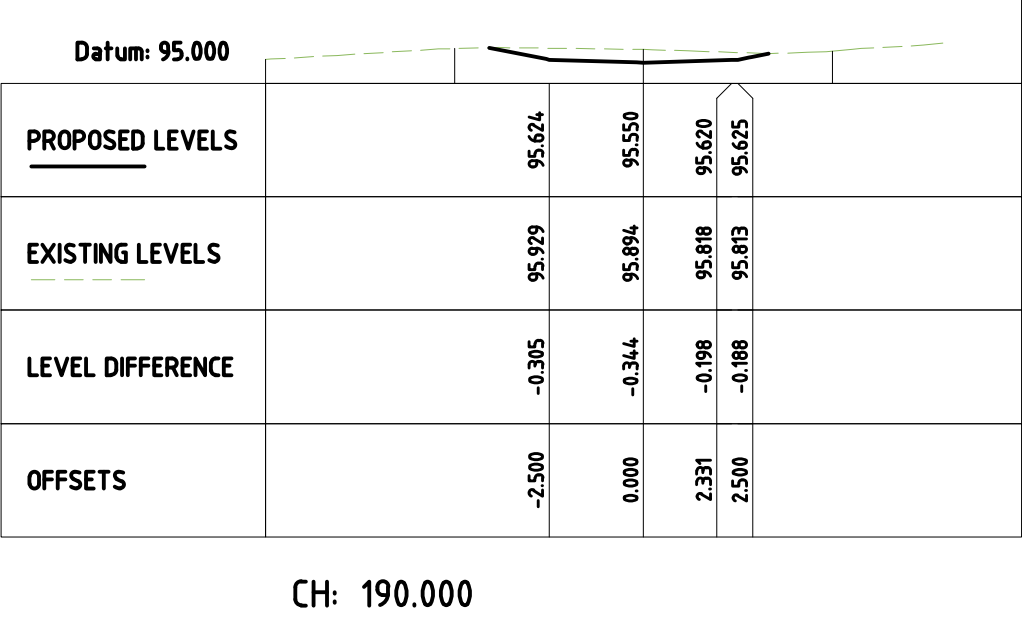 Datum: 95.000
PROPOSED LEVELS 95.624 95.550 95.620 95.625
EXISTING LEVELS 95.929 95.894 95.818 95.813
LEVEL DIFFERENCE -0.305 -0.344 -0.198 -0.188
OFFSETS -2.500 0.000 2.331 2.500
CH: 190.000